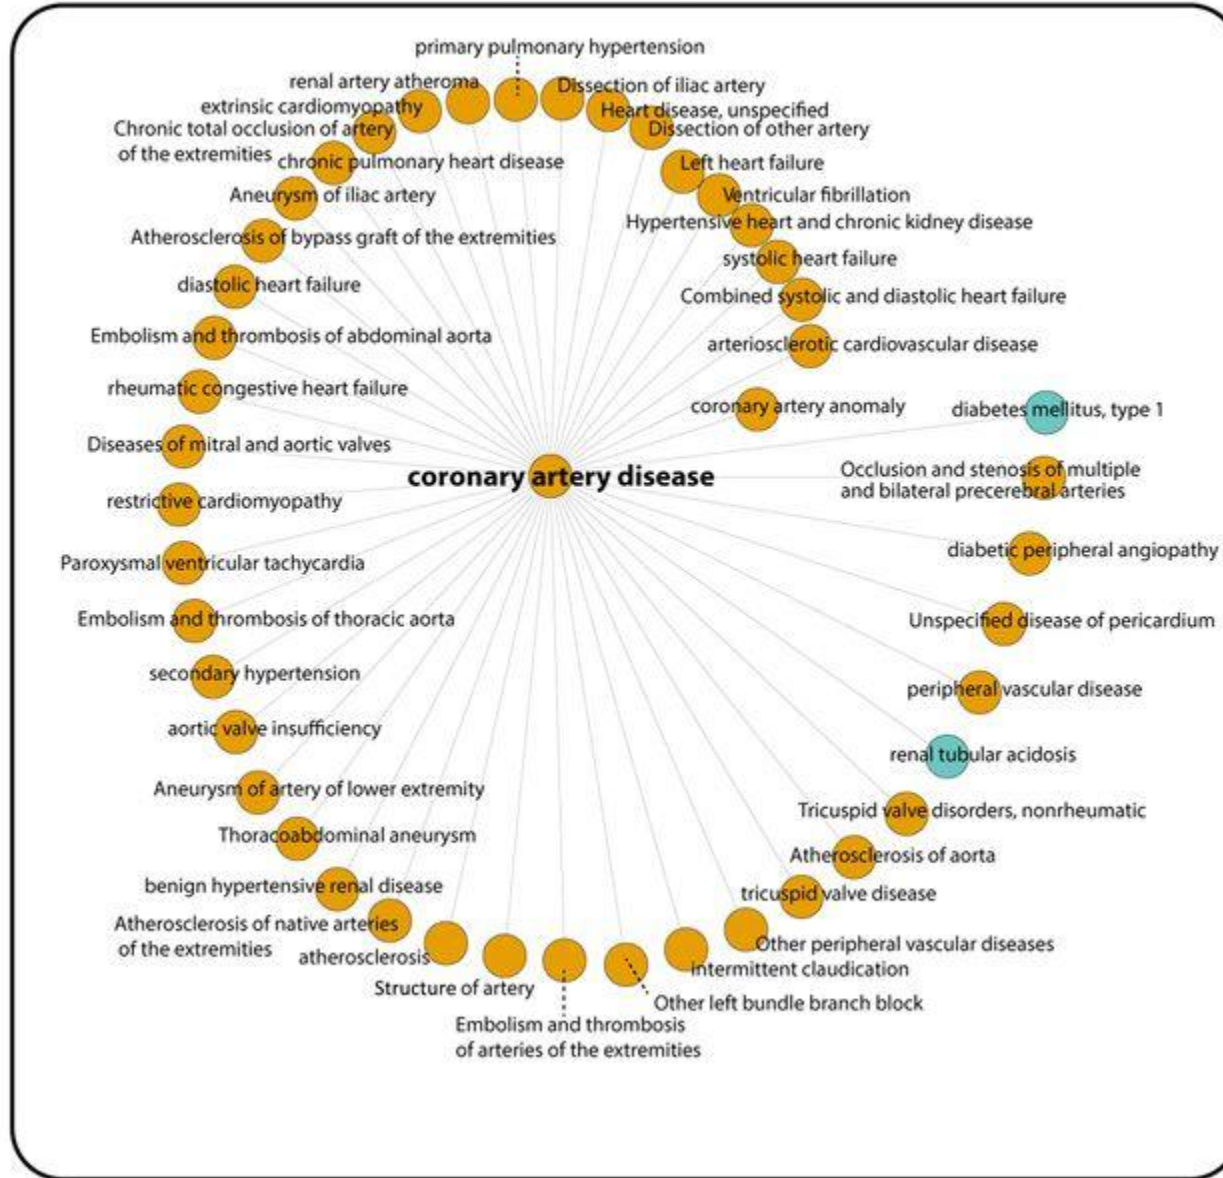 primary pulmonary hypertension
renal artery atheroma
Dissection of iliac artery
extrinsic cardiomyopathy
Heart disease, unspecified
Chronic total occlusion of artery
of the extremities
Dissection of other artery
chronic pulmonary heart disease
Left heart failure
Aneurysm of iliac artery
Ventricular fibrillation
Hypertensive heart and chronic kidney disease
Atherosclerosis of bypass graft of the extremities
systolic heart failure
diastolic heart failure
Combined systolic and diastolic heart failure
Embolism and thrombosis of abdominal aorta
arteriosclerotic cardiovascular disease
rheumatic congestive heart failure
coronary artery anomaly
diabetes mellitus, type 1
Diseases of mitral and aortic valves
coronary artery disease
Occlusion and stenosis of multiple
and bilateral precerebral arteries
restrictive cardiomyopathy
diabetic peripheral angiopathy
Paroxysmal ventricular tachycardia
Embolism and thrombosis of thoracic aorta
Unspecified disease of pericardium
secondary hypertension
peripheral vascular disease
aortic valve insufficiency
renal tubular acidosis
Aneurysm of artery of lower extremity
Tricuspid valve disorders, nonrheumatic
Thoracoabdominal aneurysm
Atherosclerosis of aorta
benign hypertensive renal disease
tricuspid valve disease
Atherosclerosis of native arteries
of the extremities
Other peripheral vascular diseases
atherosclerosis
Intermittent claudication
Structure of artery
Other left bundle branch block
Embolism and thrombosis
of arteries of the extremities